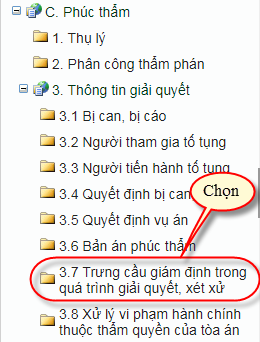 C. Phúc thẩm
1. Thụ lý
2. Phân công thẩm phán
3. Thông tin giải quyết
3.1 Bị can, bị cáo
3.2 Người tham gia tố tụng
3.3 Người tiến hành tố tụng
3.4 Quyết định bị can
Chọn
3.5 Quyết định vụ án
3.6 Bản án phúc thẩm
3.7 Trưng cầu giám định trong
quá trình giải quyết, xét xử
3.8 Xử lý vi phạm hành chính
thuộc thẩm quyền của tòa án